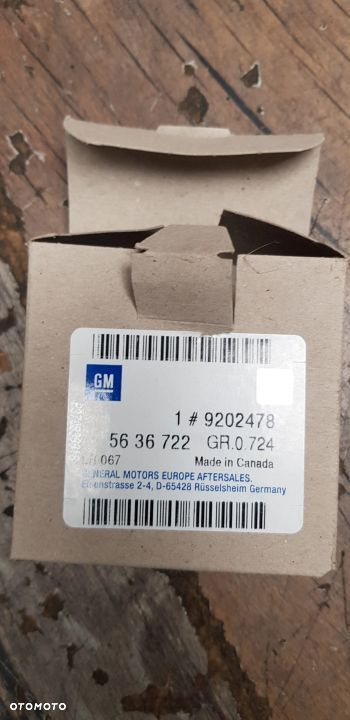 GM
1 # 9202478
56 36 722 GR.0.724
067 Made in Canada
GENERAL MOTORS EUROPE AFTERSALES.
Eisenstrasse 2-4, D-65428 Rüsselsheim Germany
OTOMOTO